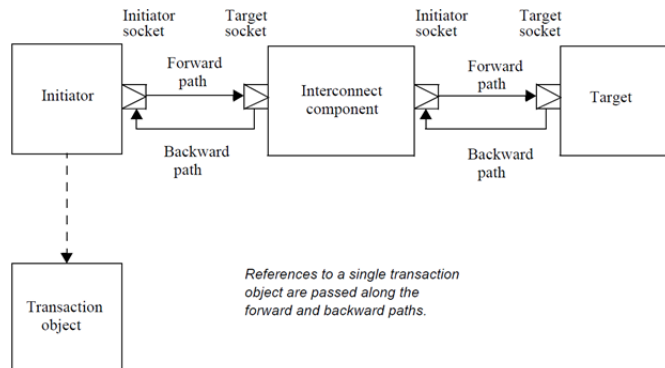 Initiator
socket
Target
socket
Initiator
socket
Target
socket
Forward
path
Forward
path
Initiator
Interconnect
component
Target
Backward
path
Backward
path
Transaction
object
References to a single transaction
object are passed along the
forward and backward paths.